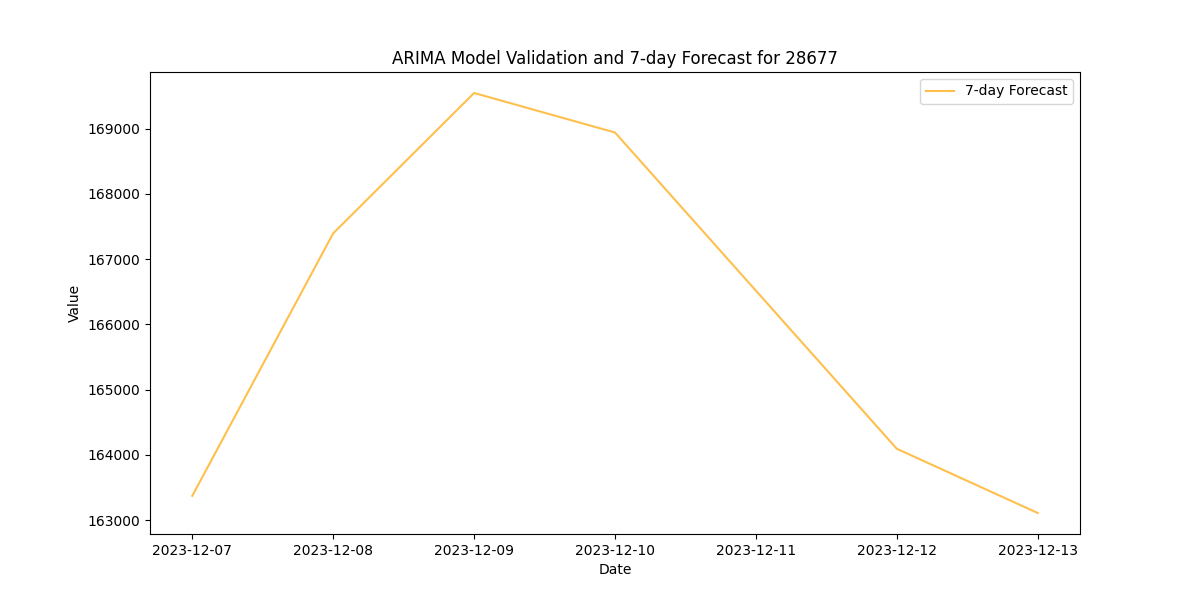 ARIMA Model Validation and 7-day Forecast for 28677
7-day Forecast
169000
168000
167000
166000
165000
164000
163000
Value
2023-12-07 2023-12-08 2023-12-09 2023-12-10 2023-12-11 2023-12-12 2023-12-13
Date